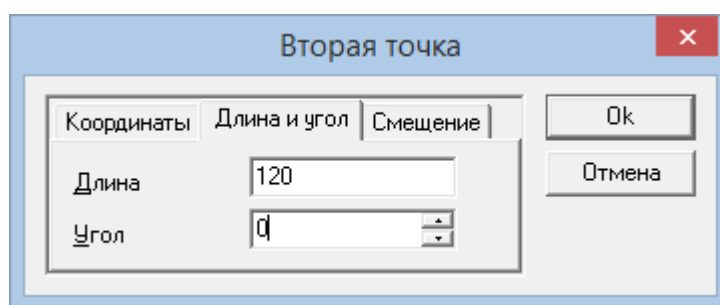 Вторая точка
Координаты Длина и угол Смещение Ok
Длина 120 Отмена
Угол 0